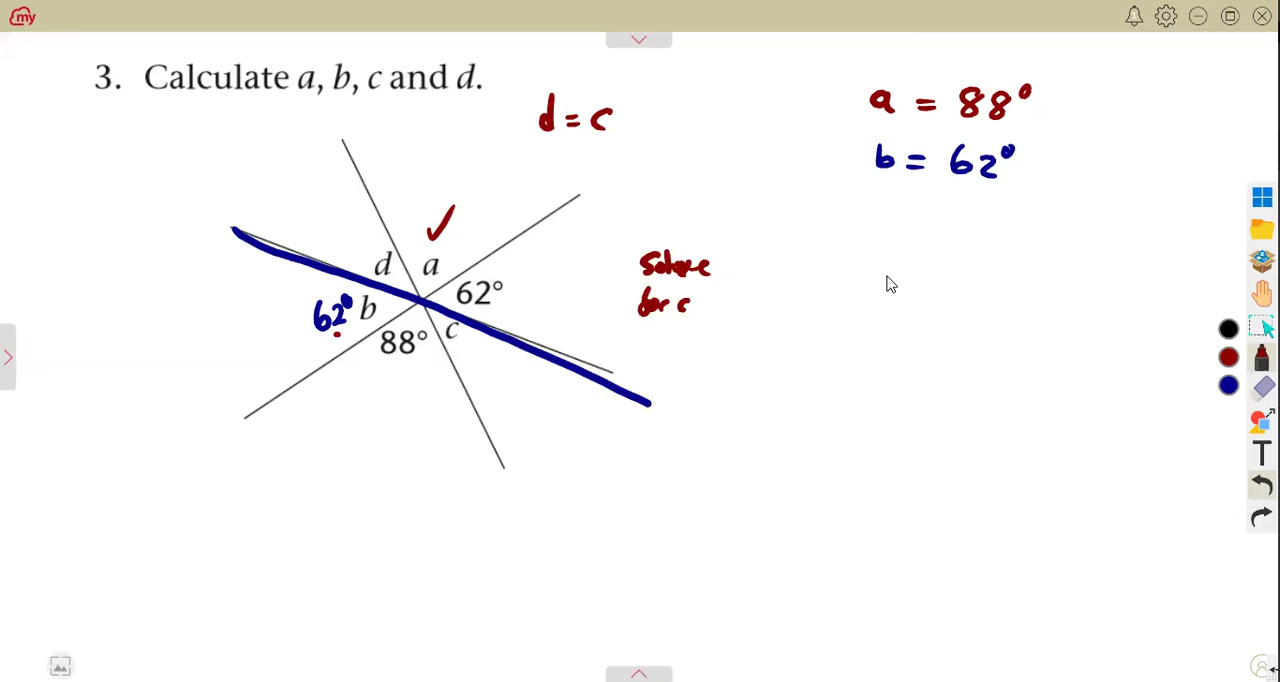 my
3. Calculate a, b, c and d.
d = c
a = 88°
b = 62°
d a
62°
62° b
88° c
Solve
for c
T